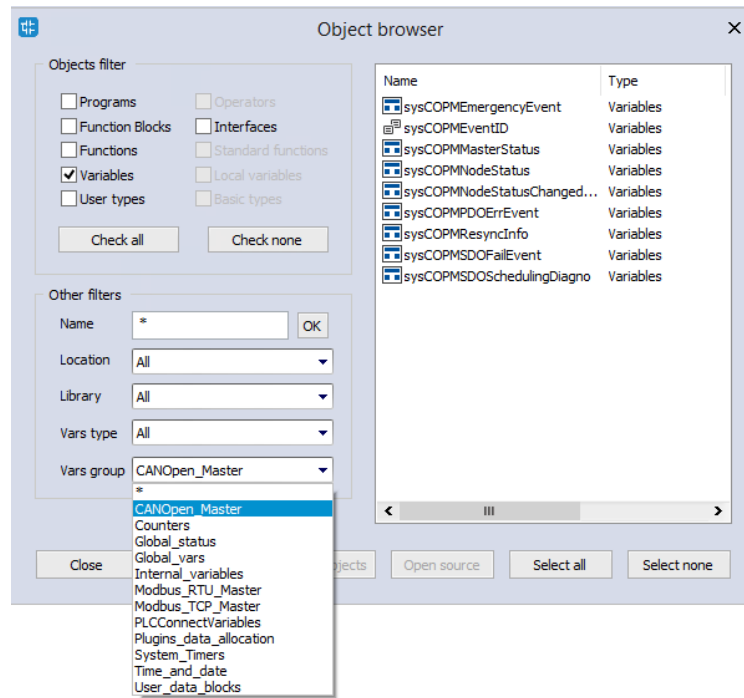 Object browser
Objects filter
Programs
Operators
Function Blocks
Interfaces
Functions
Standard functions
Variables
Local variables
User types
Basic types
Check all
Check none
Other filters
Name
*
OK
Location
All
Library
All
Vars type
All
Vars group
CANOpen_Master
*
CANOpen_Master
Counters
Global_status
Global_vars
Internal_variables
Modbus_RTU_Master
Modbus_TCP_Master
PLCConnectVariables
Plugins_data_allocation
System_Timers
Time_and_date
User_data_blocks
Name Type
sysCOPMEmergencyEvent Variables
sysCOPMEventID Variables
sysCOPMMasterStatus Variables
sysCOPMNodeStatus Variables
sysCOPMNodeStatusChanged... Variables
sysCOPMPDOErrEvent Variables
sysCOPMResyncInfo Variables
sysCOPMSDOFailEvent Variables
sysCOPMSDOSchedulingDiagno Variables
Close
Open source
Select all
Select none